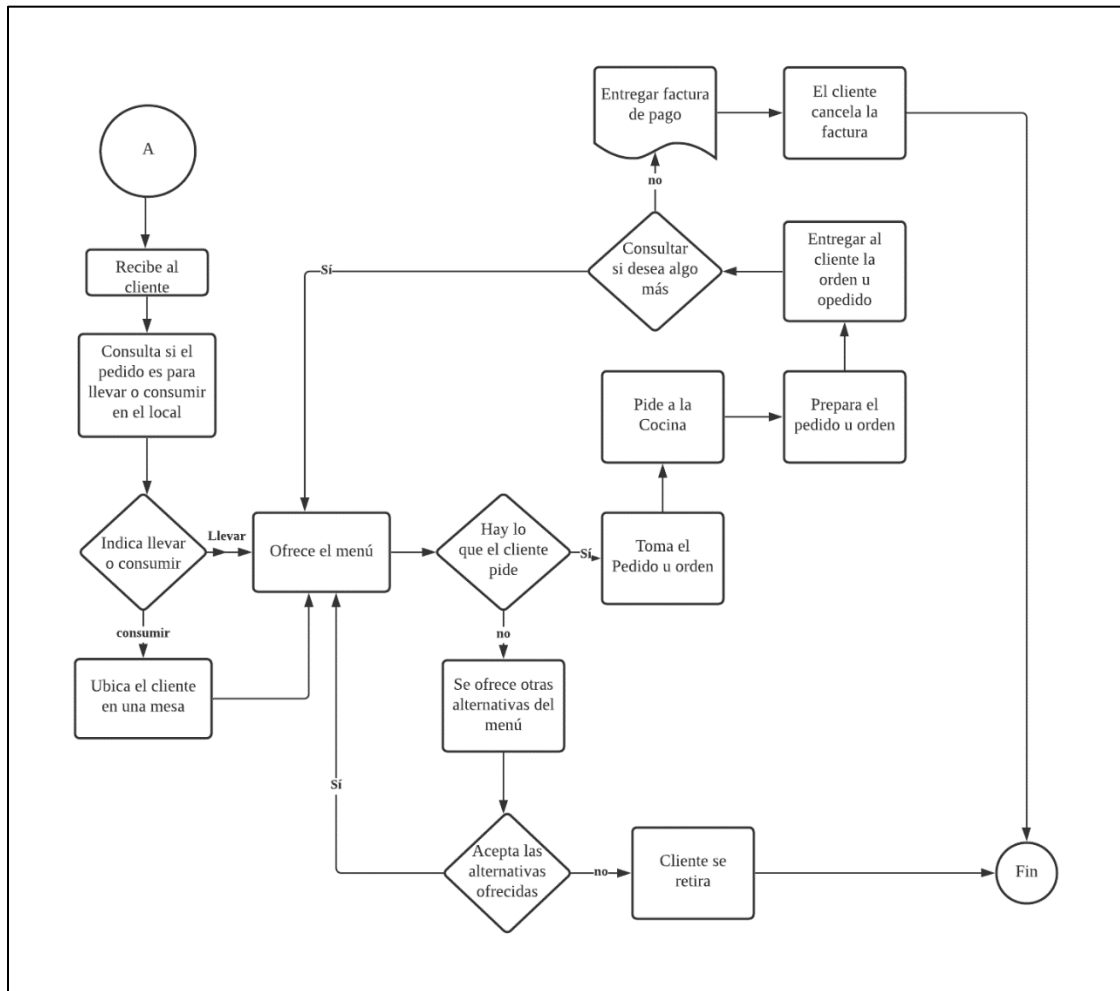 A
Recibe al
cliente
Consulta si el
pedido es para
llevar o consumir
en el local
Indica llevar
o consumir
Llevar
consumir
Ubica el cliente
en una mesa
Ofrece el menú
Hay lo
que el cliente
pide
Sí
no
Toma el
Pedido u orden
Pide a la
Cocina
Prepara el
pedido u orden
Entregar al
cliente la
orden u
opedido
Consultar
si desea algo
más
Sí
no
Entregar factura
de pago
El cliente
cancela la
factura
Se ofrece otras
alternativas del
menú
Acepta las
alternativas
ofrecidas
Sí
no
Cliente se
retira
Fin